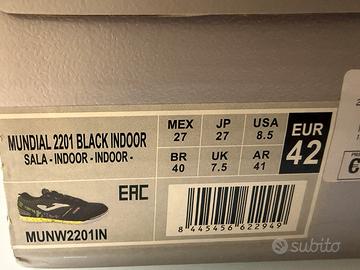 MUNDIAL 2201 BLACK INDOOR
SALA - INDOOR - INDOOR -
MUNW2201IN
EAC
MEX
27
JP
27
USA
8.5
BR
40
UK
7.5
AR
41
EUR
42
8 445456 622949
subito